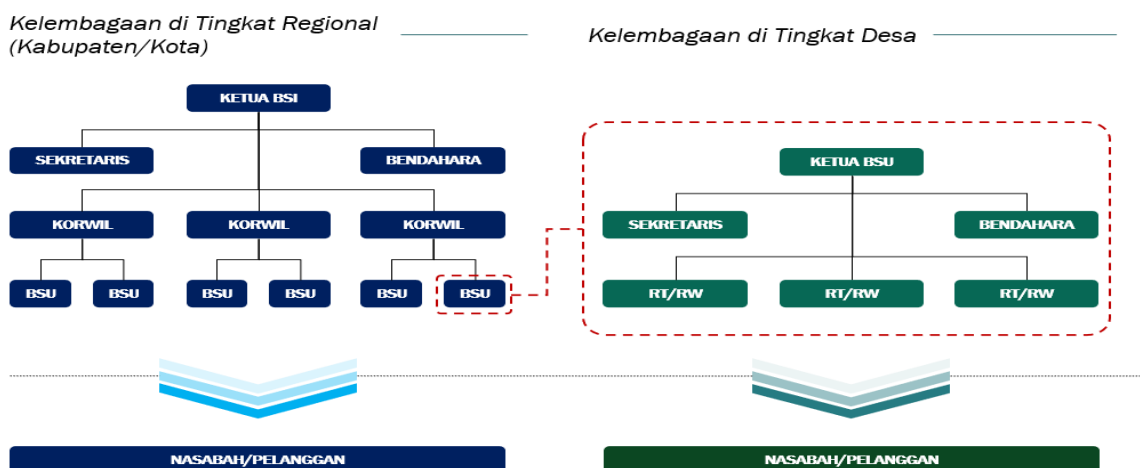 Kelembagaan di Tingkat Regional
(Kabupaten/Kota)
KETUA BSI
SEKRETARIS
BENDAHARA
KORWIL
KORWIL
KORWIL
BSU
BSU
BSU
BSU
BSU
BSU
NASABAH/PELANGGAN
Kelembagaan di Tingkat Desa
KETUA BSU
SEKRETARIS
BENDAHARA
RT/RW
RT/RW
RT/RW
NASABAH/PELANGGAN